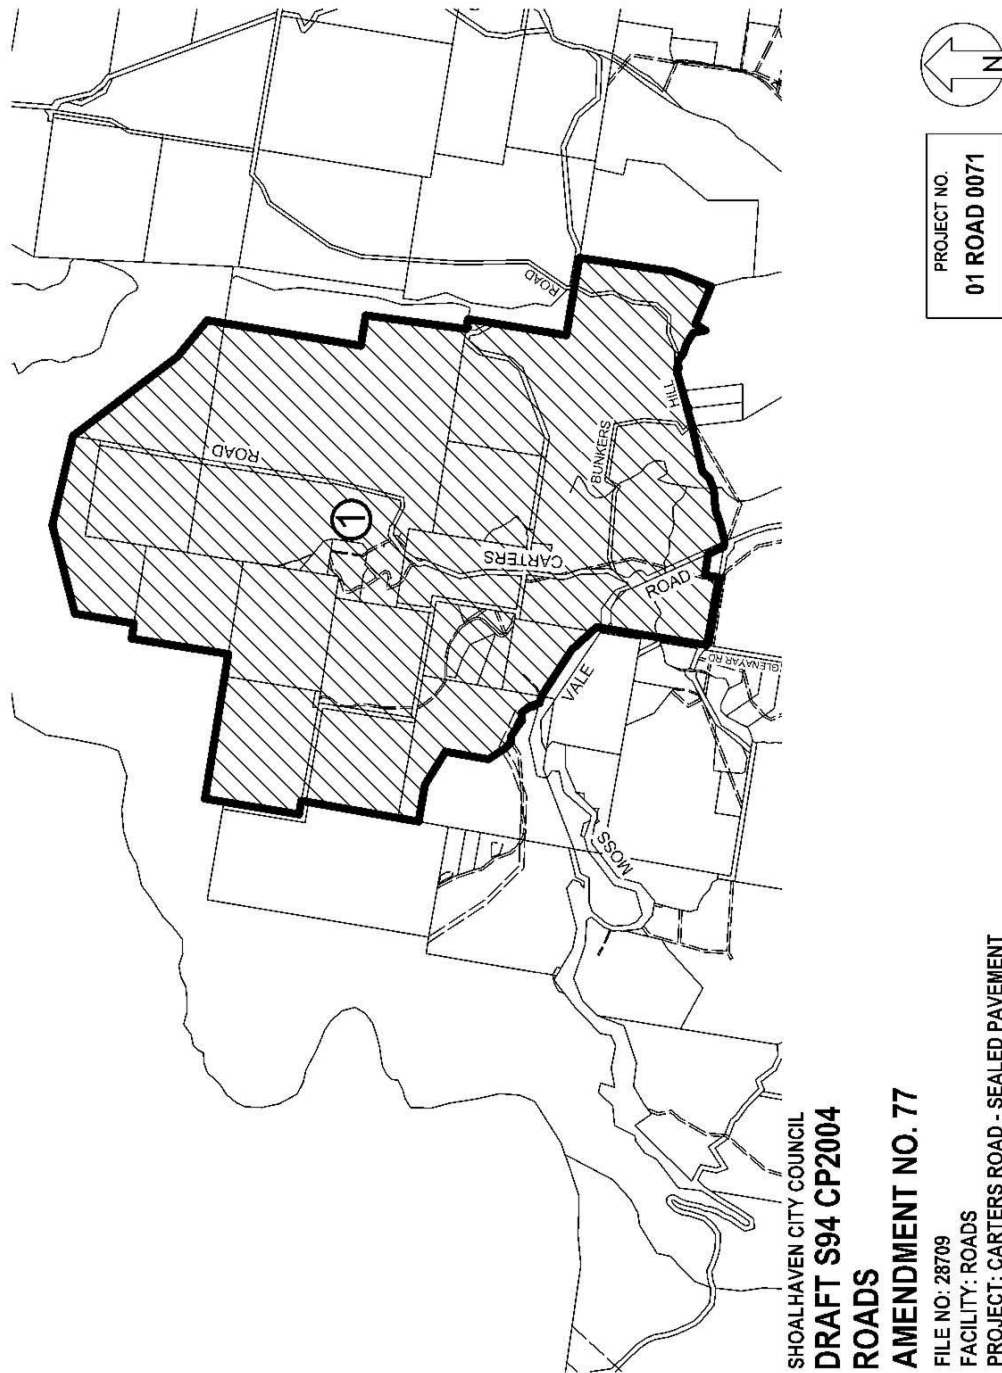 ROAD
ROAD
1
BUNKERS
HILL
CARTERS
ROAD
VALE
GLENAYAR RD
MOSS
SHOALHAVEN CITY COUNCIL
DRAFT S94 CP2004
ROADS
AMENDMENT NO. 77
FILE NO: 28709
FACILITY: ROADS
PROJECT: CARTERS ROAD - SEALED PAVEMENT
PROJECT NO.
01 ROAD 0071
N